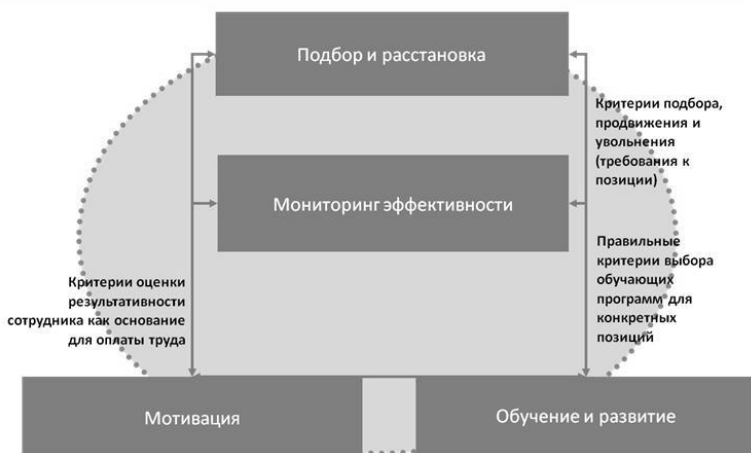 Подбор и расстановка
Критерии подбора,
продвижения и
увольнения
(требования к
позиции)
Мониторинг эффективности
Правильные
критерии выбора
обучающих
программ для
конкретных
позиций
Критерии оценки
результативности
сотрудника как основание
для оплаты труда
Мотивация
Обучение и развитие